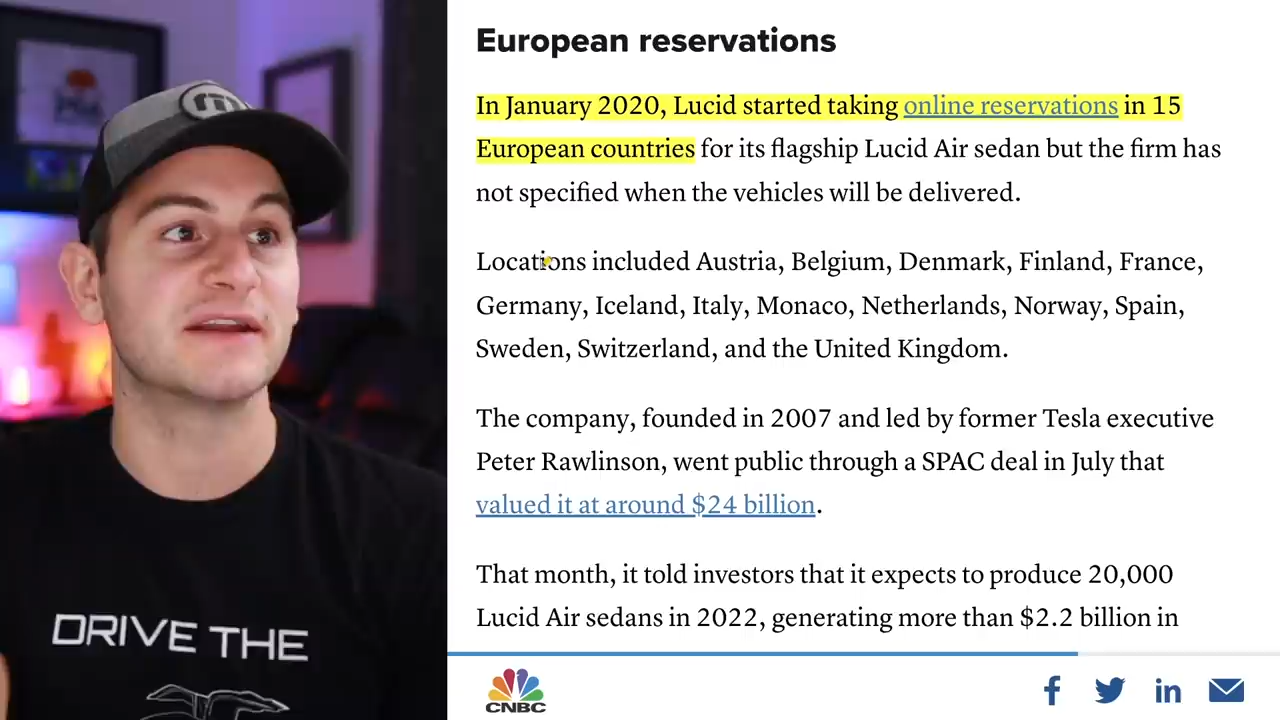 European reservations
In January 2020, Lucid started taking online reservations in 15
European countries for its flagship Lucid Air sedan but the firm has
not specified when the vehicles will be delivered.
Locations included Austria, Belgium, Denmark, Finland, France,
Germany, Iceland, Italy, Monaco, Netherlands, Norway, Spain,
Sweden, Switzerland, and the United Kingdom.
The company, founded in 2007 and led by former Tesla executive
Peter Rawlinson, went public through a SPAC deal in July that
valued it at around $24 billion.
That month, it told investors that it expects to produce 20,000
Lucid Air sedans in 2022, generating more than $2.2 billion in
DRIVE THE
CNBC